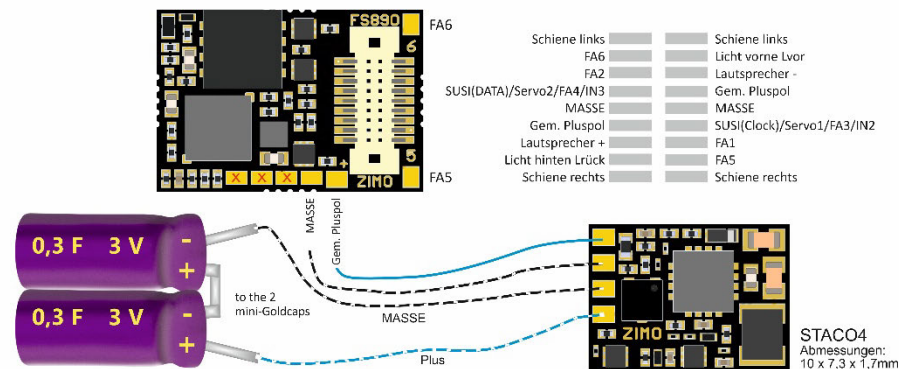 FS890
FA6
6
5
+
ZIMO
FA5
X X X
Schiene links
FA6
FA2
SUSI(DATA)/Servo2/FA4/IN3
MASSE
Gem. Pluspol
Lautsprecher +
Licht hinten Lrück
Schiene rechts
Schiene links
Licht vorne Lvor
Lautsprecher -
Gem. Pluspol
MASSE
SUSI(Clock)/Servo1/FA3/IN2
FA1
FA5
Schiene rechts
MASSE
Gem. Pluspol
0,3 F 3 V -
+
0,3 F 3 V -
+
to the 2
mini-Goldcaps
MASSE
Plus
ZIMO
STACO4
Abmessungen:
10 x 7,3 x 1,7mm